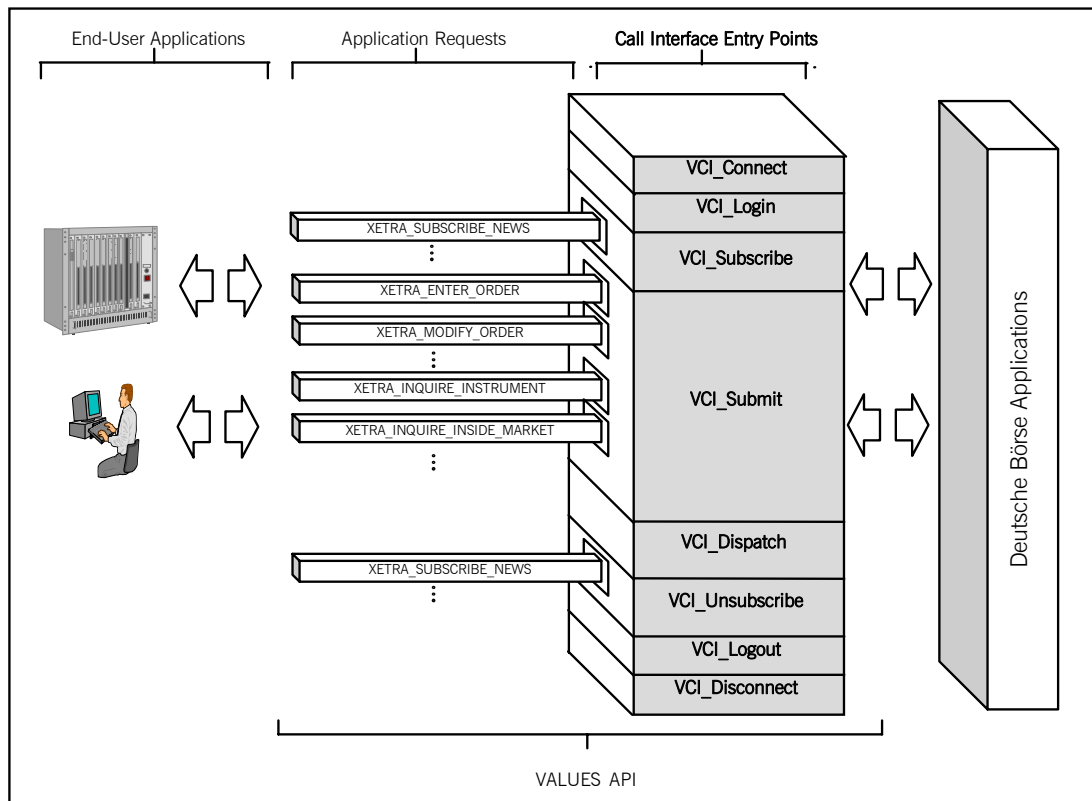 End-User Applications
Application Requests
Call Interface Entry Points
VCI_Connect
VCI_Login
XETRA_SUBSCRIBE_NEWS
VCI_Subscribe
XETRA_ENTER_ORDER
XETRA_MODIFY_ORDER
XETRA_INQUIRE_INSTRUMENT
VCI_Submit
XETRA_INQUIRE_INSIDE_MARKET
VCI_Dispatch
XETRA_SUBSCRIBE_NEWS
VCI_Unsubscribe
VCI_Logout
VCI_Disconnect
Deutsche Börse Applications
VALUES API